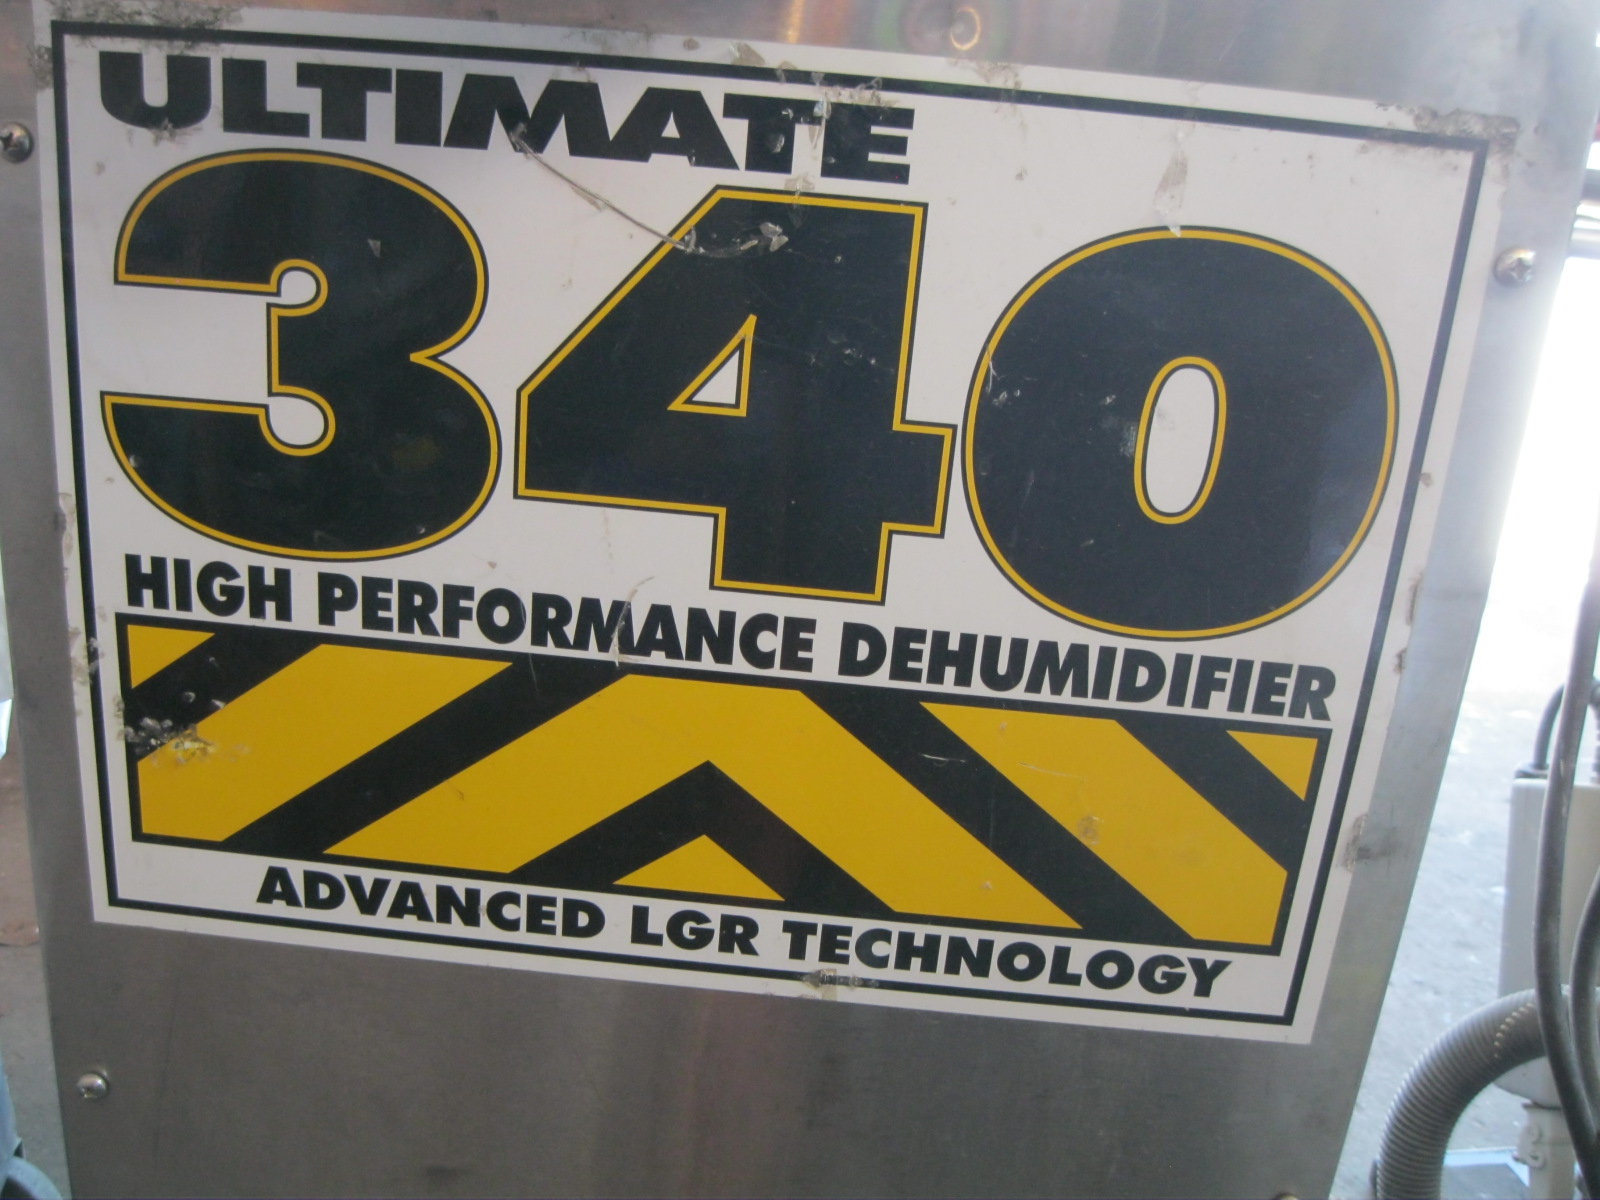 ULTIMATE
340
HIGH PERFORMANCE DEHUMIDIFIER
ADVANCED LGR TECHNOLOGY